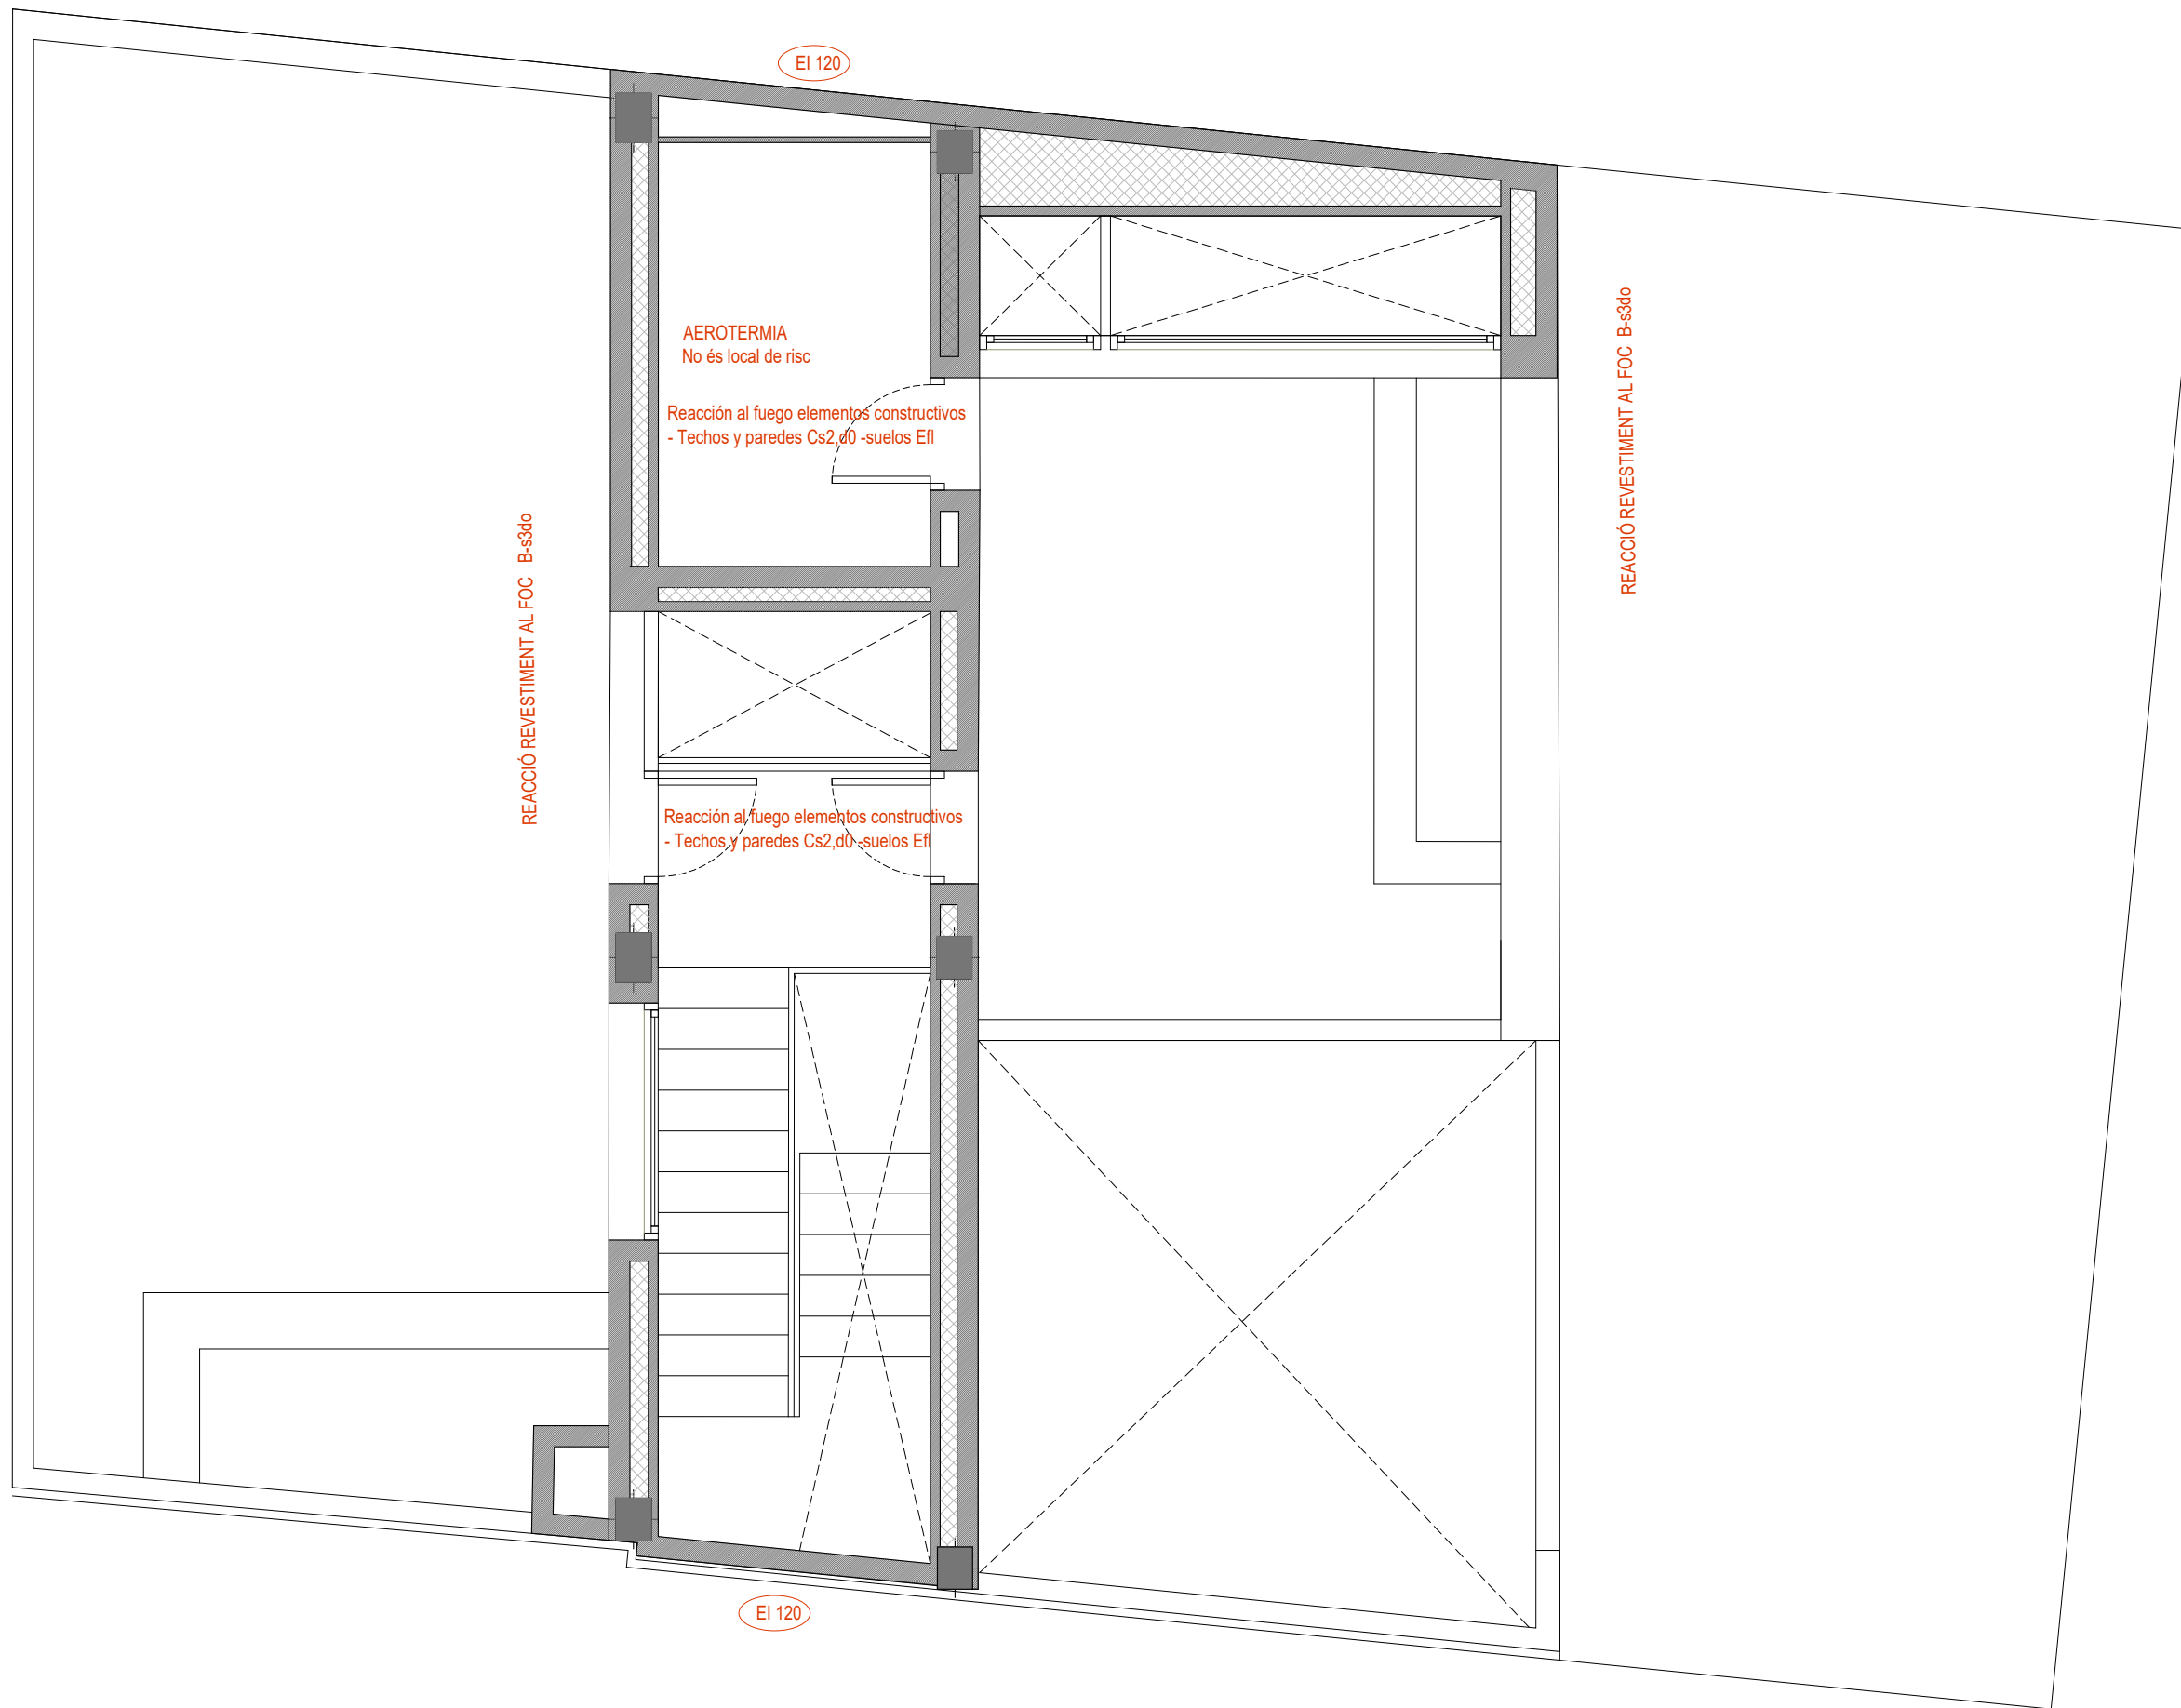 EI 120
AEROTERMIA
No és local de risc
Reacción al fuego elementos constructivos
- Techos y paredes Cs2,d0 -suelos Efl
REACCIÓ REVESTIMENT AL FOC B-s3do
REACCIÓ REVESTIMENT AL FOC B-s3do
Reacción al fuego elementos constructivos
- Techos y paredes Cs2,d0 -suelos Efl
EI 120